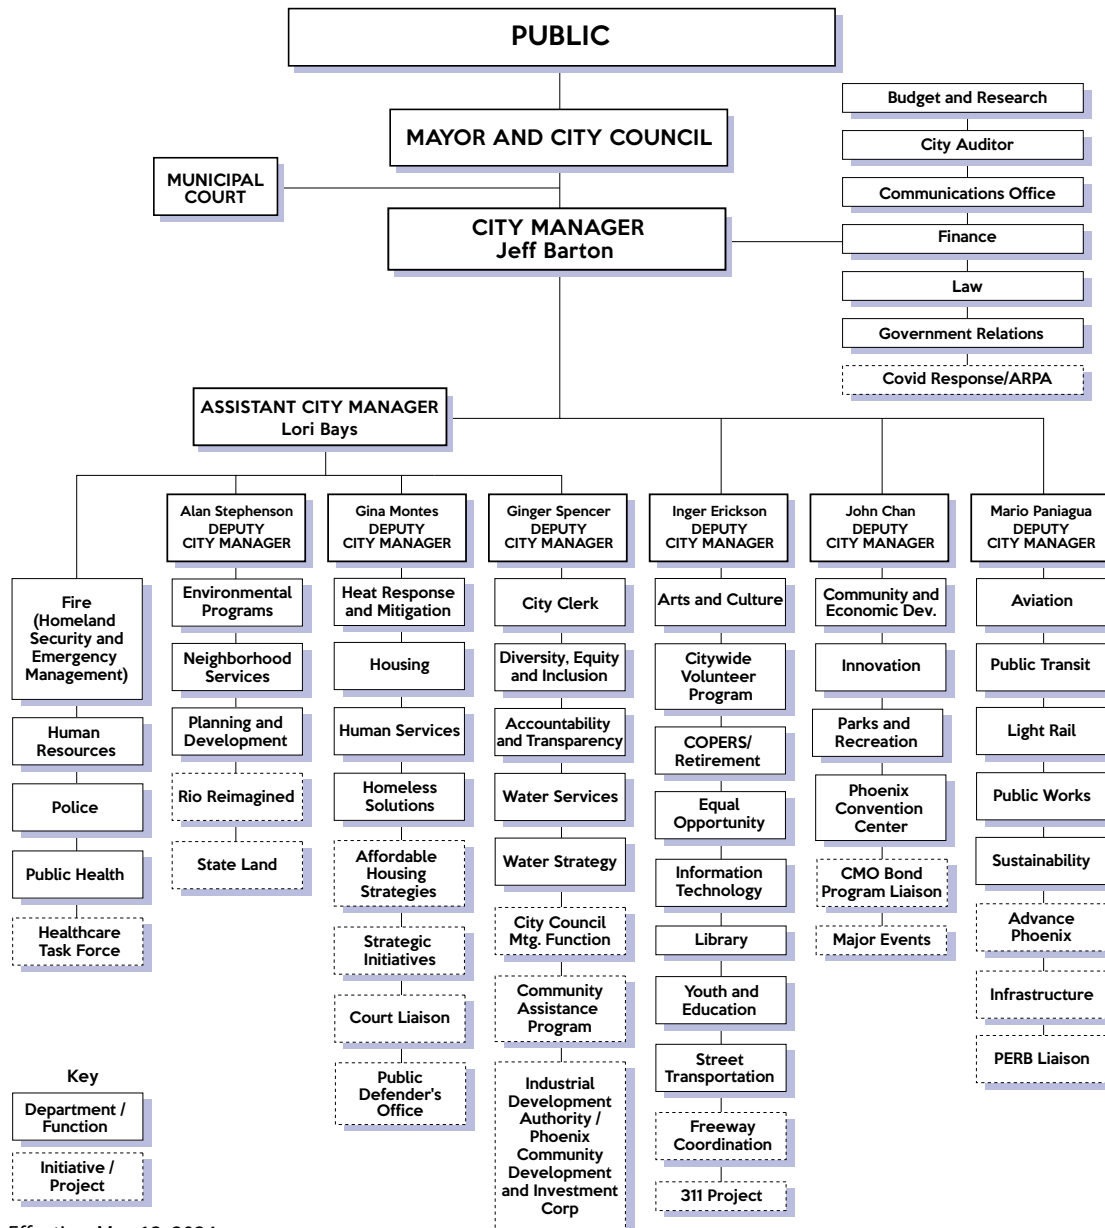 PUBLIC
MAYOR AND CITY COUNCIL
MUNICIPAL
COURT
CITY MANAGER
Jeff Barton
Budget and Research
City Auditor
Communications Office
Finance
Law
Government Relations
Covid Response/ARPA
ASSISTANT CITY MANAGER
Lori Bays
Fire
(Homeland
Security and
Emergency
Management)
Human
Resources
Police
Public Health
Healthcare
Task Force
Alan Stephenson
DEPUTY
CITY MANAGER
Environmental
Programs
Neighborhood
Services
Planning and
Development
Rio Reimagined
State Land
Gina Montes
DEPUTY
CITY MANAGER
Heat Response
and Mitigation
Housing
Human Services
Homeless
Solutions
Affordable
Housing
Strategies
Strategic
Initiatives
Court Liaison
Public
Defender's
Office
Ginger Spencer
DEPUTY
CITY MANAGER
City Clerk
Diversity, Equity
and Inclusion
Accountability
and Transparency
Water Services
Water Strategy
City Council
Mtg. Function
Community
Assistance
Program
Industrial
Development
Authority /
Phoenix
Community
Development
and Investment
Corp
Inger Erickson
DEPUTY
CITY MANAGER
Arts and Culture
Citywide
Volunteer
Program
COPERS/
Retirement
Equal
Opportunity
Information
Technology
Library
Youth and
Education
Street
Transportation
Freeway
Coordination
311 Project
John Chan
DEPUTY
CITY MANAGER
Community and
Economic Dev.
Innovation
Parks and
Recreation
Phoenix
Convention
Center
CMO Bond
Program Liaison
Major Events
Mario Paniagua
DEPUTY
CITY MANAGER
Aviation
Public Transit
Light Rail
Public Works
Sustainability
Advance
Phoenix
Infrastructure
PERB Liaison
Key
Department /
Function
Initiative /
Project